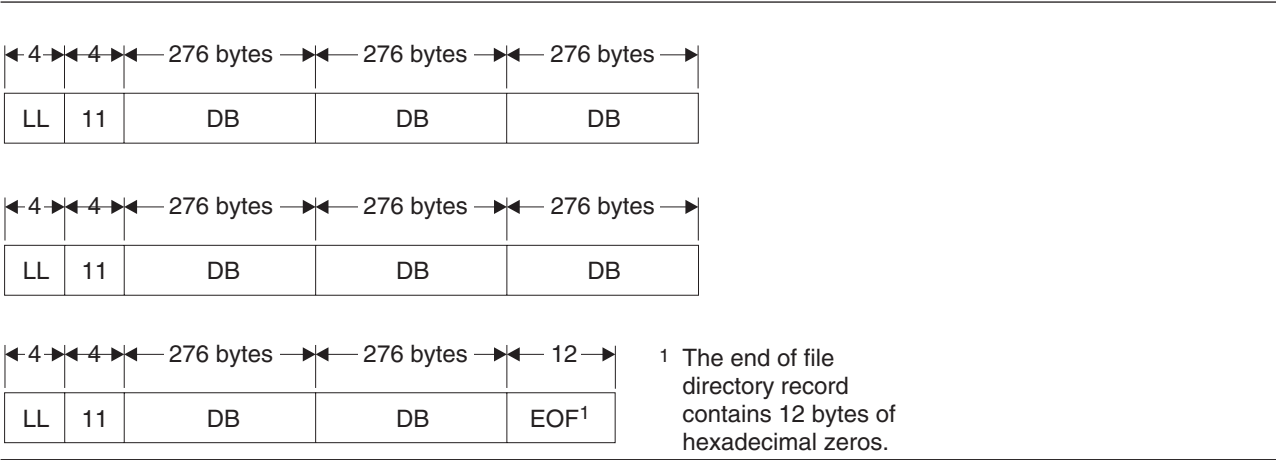 4 4 276 bytes 276 bytes 276 bytes
LL 11 DB DB DB
4 4 276 bytes 276 bytes 276 bytes
LL 11 DB DB DB
4 4 276 bytes 276 bytes 12
LL 11 DB DB EOF1
1 The end of file
directory record
contains 12 bytes of
hexadecimal zeros.